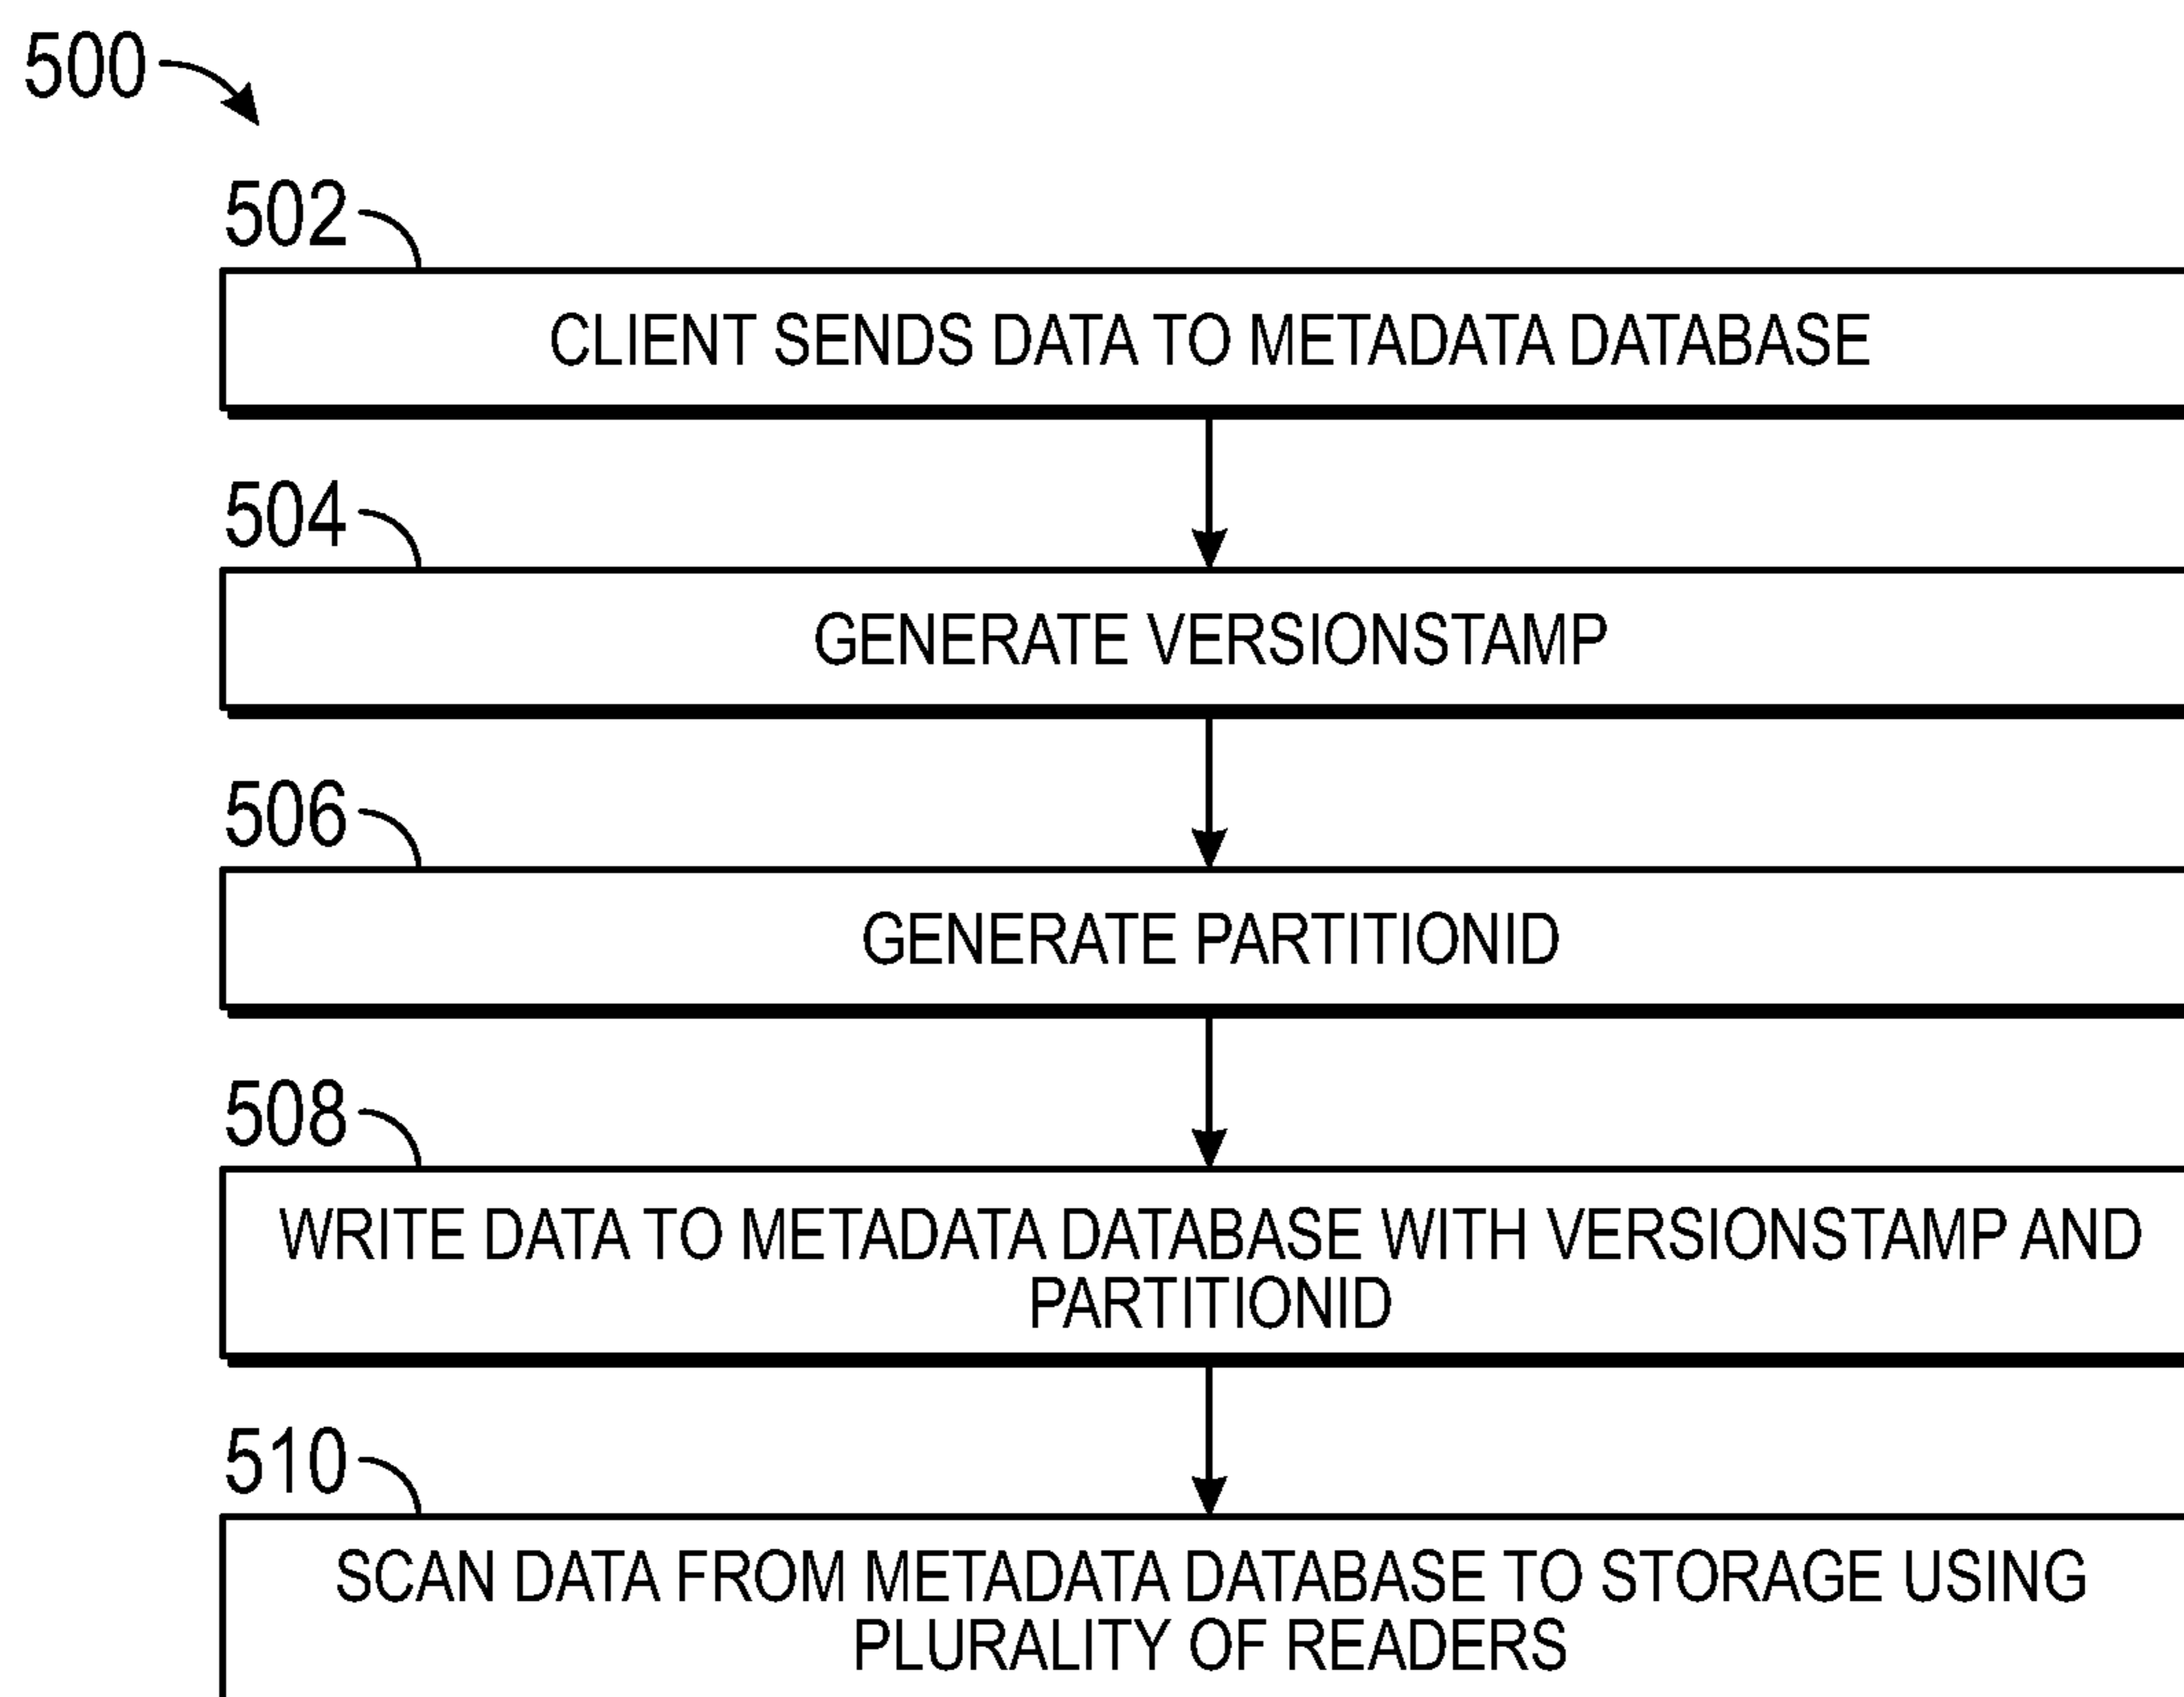 500
502
CLIENT SENDS DATA TO METADATA DATABASE
504
GENERATE VERSIONSTAMP
506
GENERATE PARTITIONID
508
WRITE DATA TO METADATA DATABASE WITH VERSIONSTAMP AND
PARTITIONID
510
SCAN DATA FROM METADATA DATABASE TO STORAGE USING
PLURALITY OF READERS